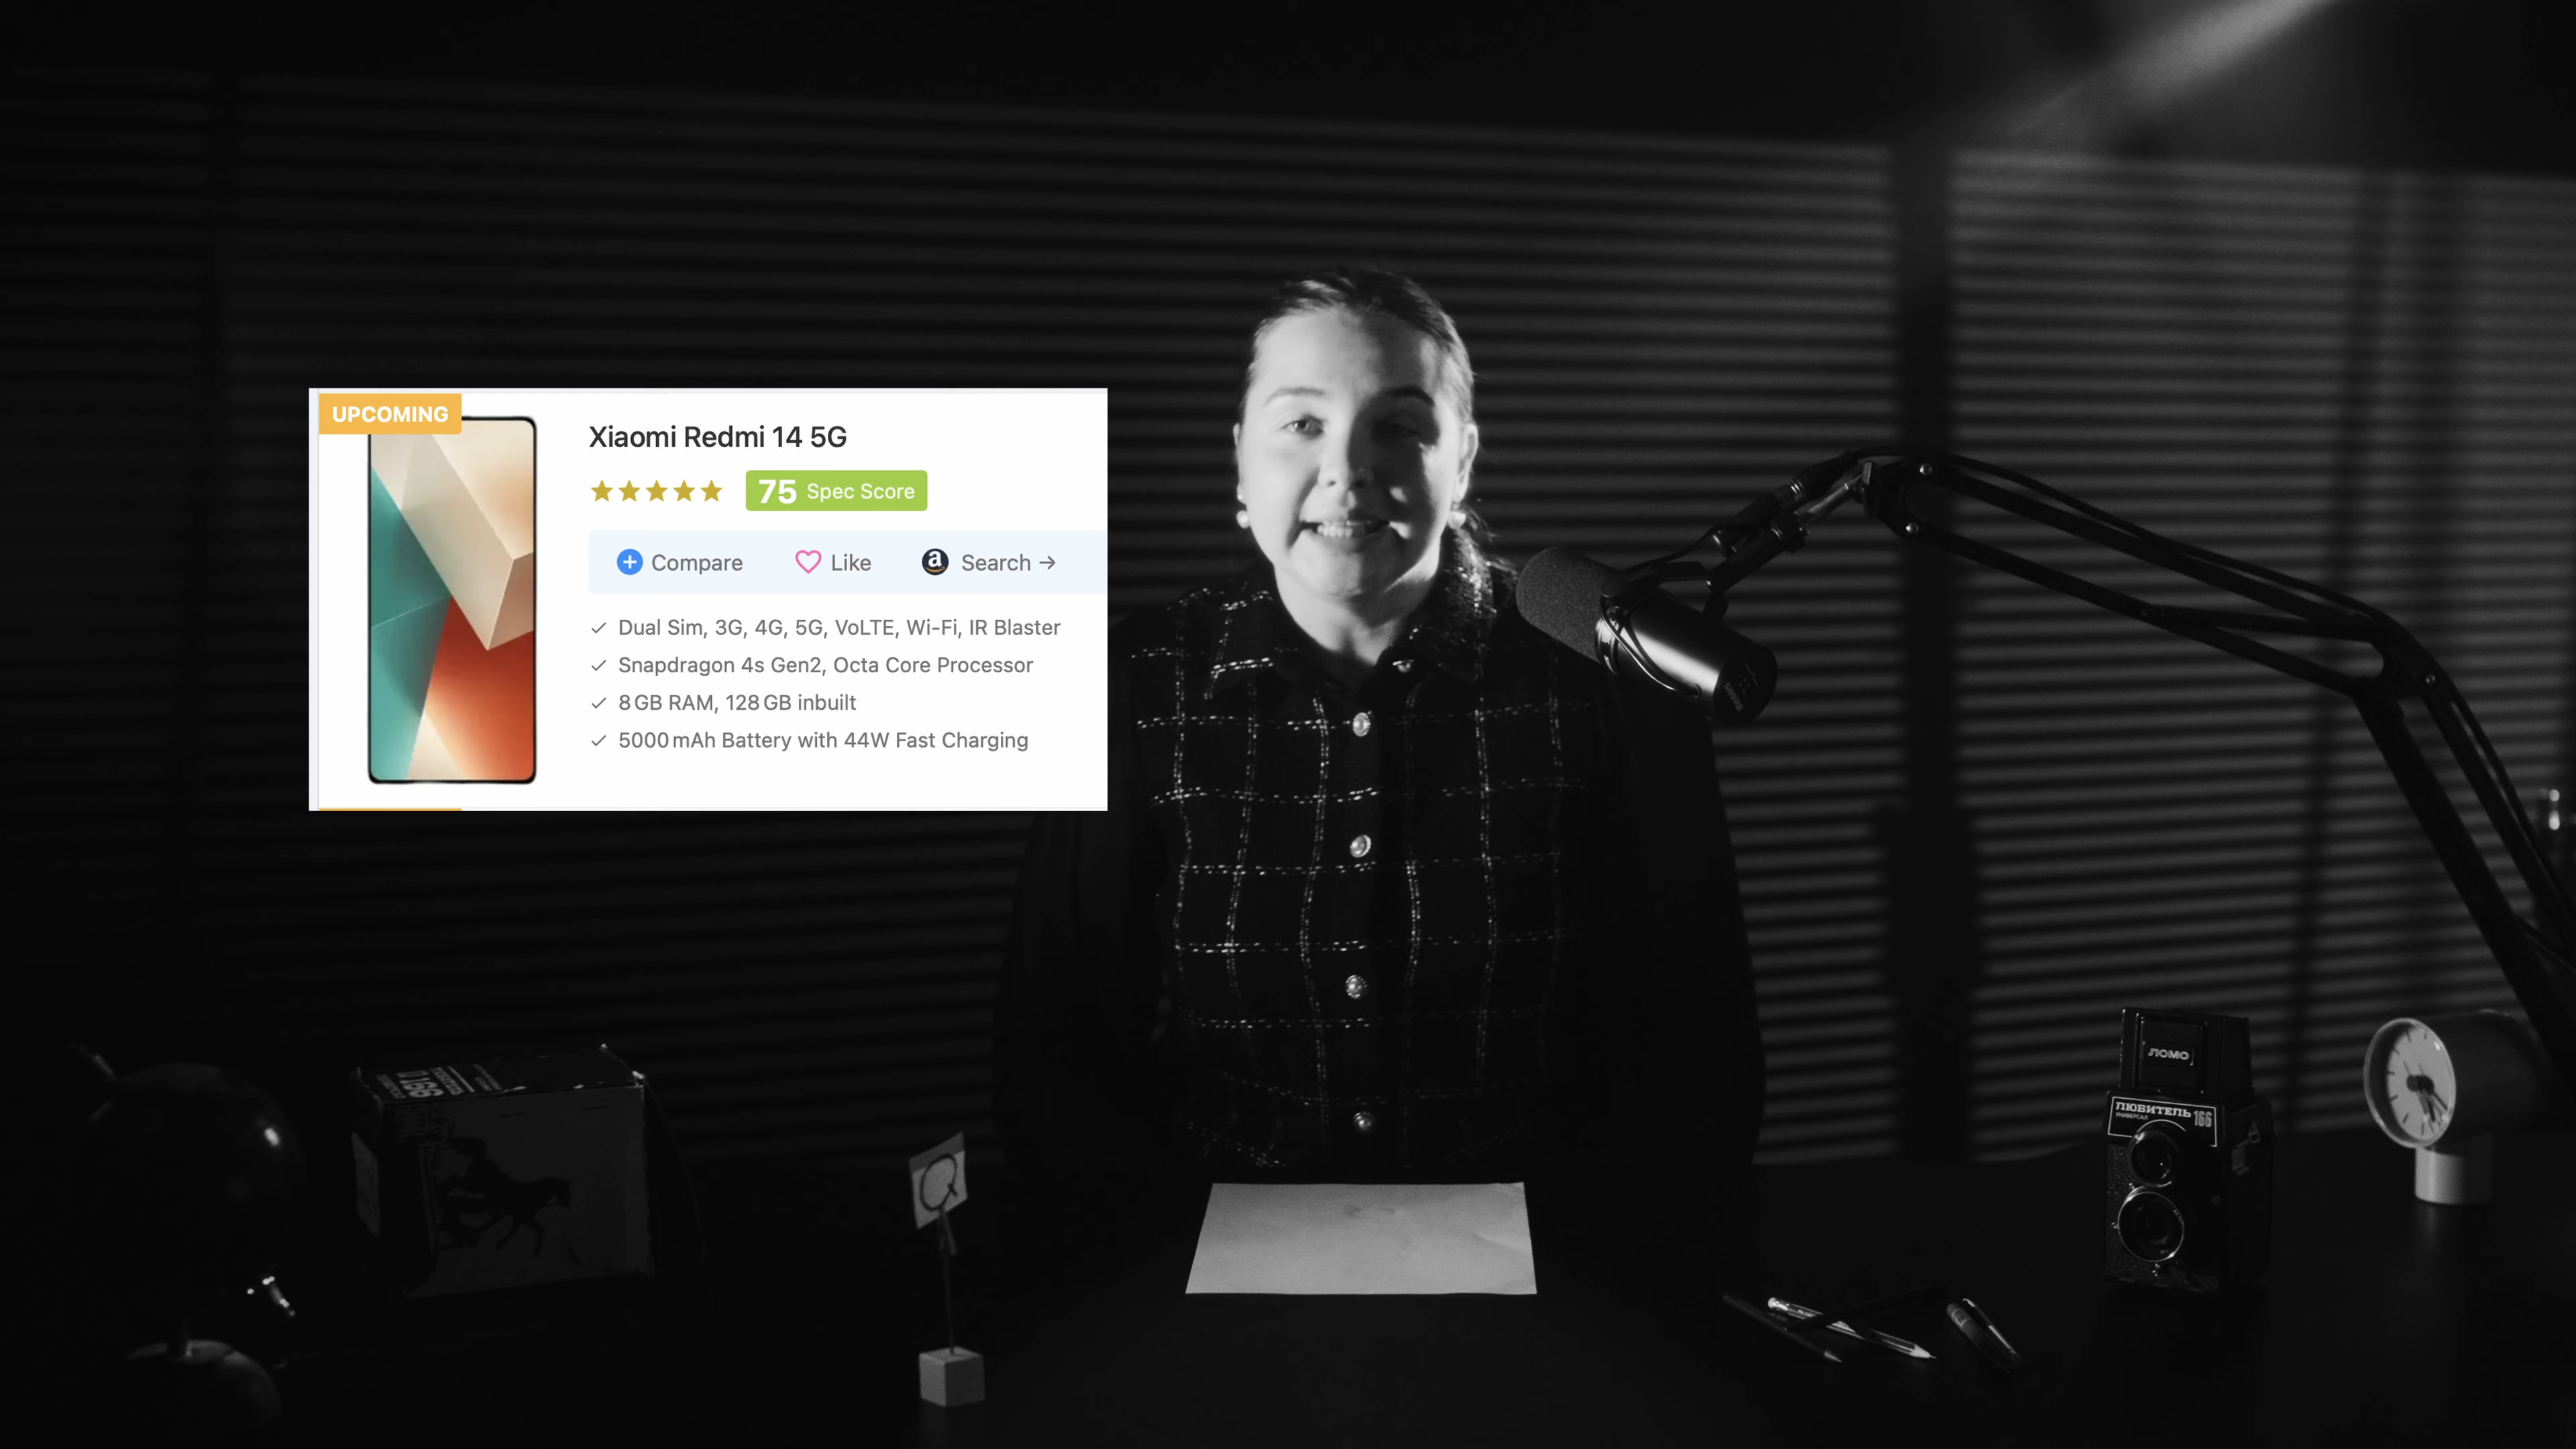 UPCOMING
Xiaomi Redmi 14 5G
75 Spec Score
Compare Like Search →
Dual Sim, 3G, 4G, 5G, VoLTE, Wi-Fi, IR Blaster
Snapdragon 4s Gen2, Octa Core Processor
8 GB RAM, 128 GB inbuilt
5000 mAh Battery with 44W Fast Charging
ЛОМО
ЛЮБИТЕЛЬ 166
УНИВЕРСАЛ
166